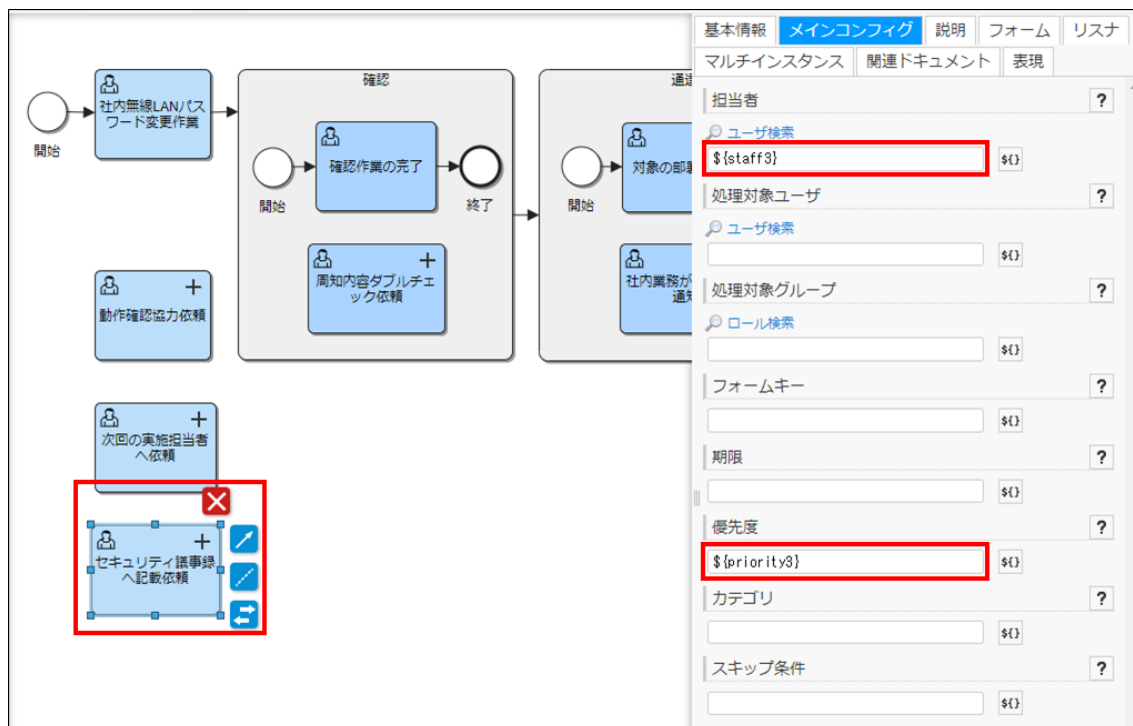 社内無線LANパス
ワード変更作業
開始
確認
確認作業の完了
開始
終了
周知内容ダブルチェ
ック依頼
対象の部署
開始
社内業務が
動作確認協力依頼
次回の実施担当者
へ依頼
セキュリティ議事録
へ記載依頼
基本情報
メインコンフィグ
説明
フォーム
リスナ
マルチインスタンス
関連ドキュメント
表現
担当者
?
ユーザ検索
${staff3}
${}
処理対象ユーザ
?
ユーザ検索
${}
処理対象グループ
?
ロール検索
${}
フォームキー
?
${}
期限
?
${}
優先度
?
${priority3}
${}
カテゴリ
?
${}
スキップ条件
?
${}